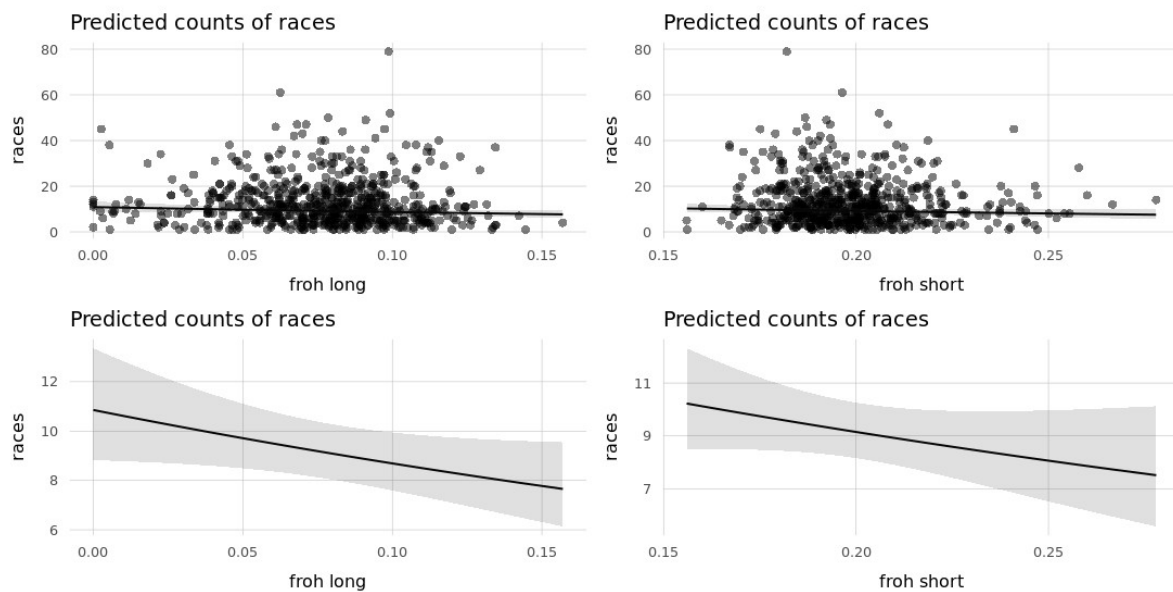 Predicted counts of races
80
60
40
20
0
races
0.00
0.05
0.10
0.15
froh long
Predicted counts of races
80
60
40
20
0
races
0.15
0.20
0.25
froh short
Predicted counts of races
12
10
8
6
races
0.00
0.05
0.10
0.15
froh long
Predicted counts of races
11
9
7
races
0.15
0.20
0.25
froh short